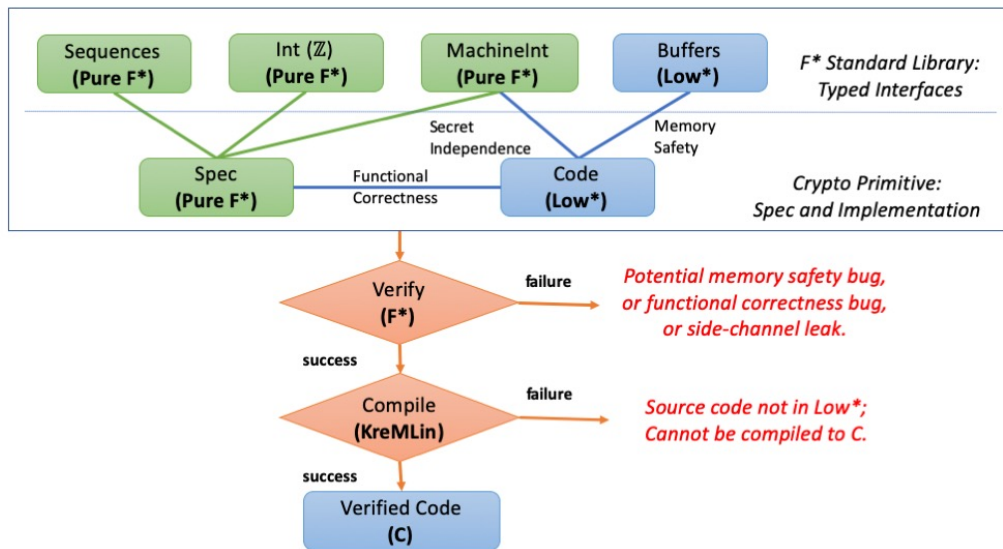 Sequences
(Pure F*)
Int (ℤ)
(Pure F*)
MachineInt
(Pure F*)
Buffers
(Low*)
F* Standard Library:
Typed Interfaces
Secret
Independence
Memory
Safety
Spec
(Pure F*)
Functional
Correctness
Code
(Low*)
Crypto Primitive:
Spec and Implementation
Verify
(F*)
failure
Potential memory safety bug,
or functional correctness bug,
or side-channel leak.
success
Compile
(KreMLin)
failure
Source code not in Low*;
Cannot be compiled to C.
success
Verified Code
(C)